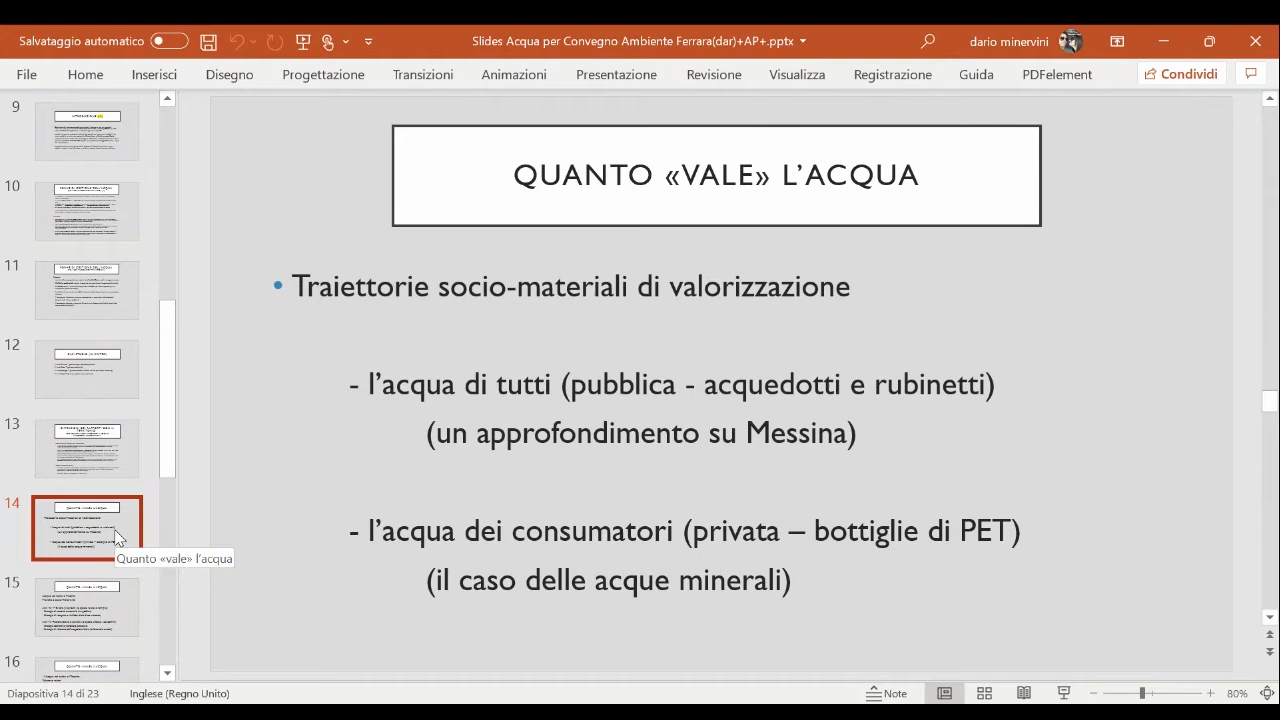 Salvataggio automatico
Slides Acqua per Convegno Ambiente Ferrara(dar)+AP+.pptx
dario minervini
File Home Inserisci Disegno Progettazione Transizioni Animazioni Presentazione Revisione Visualizza Registrazione Guida PDFelement Condividi
9
10
11
12
13
14
15
16
QUANTO «VALE» L'ACQUA
• Traiettorie socio-materiali di valorizzazione
- l'acqua di tutti (pubblica - acquedotti e rubinetti)
(un approfondimento su Messina)
- l'acqua dei consumatori (privata – bottiglie di PET)
(il caso delle acque minerali)
Quanto «vale» l'acqua
Diapositiva 14 di 23 Inglese (Regno Unito) Note 80%